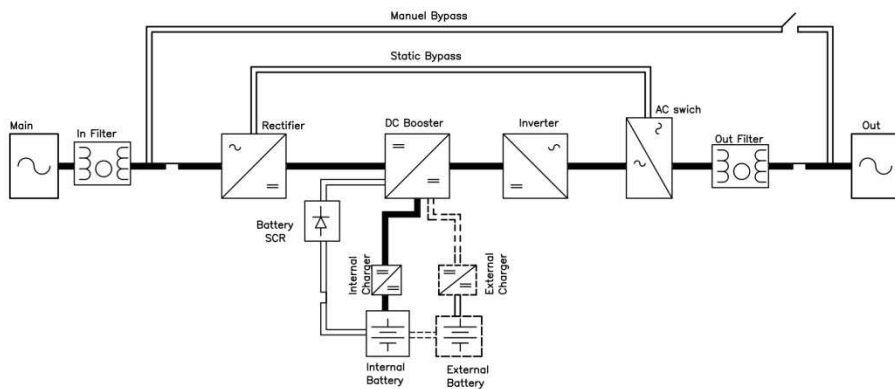 Manuel Bypass
Static Bypass
Main
In Filter
Rectifier
DC Booster
Inverter
AC swich
Out Filter
Out
Battery
SCR
Internal
Charger
External
Charger
Internal
Battery
External
Battery